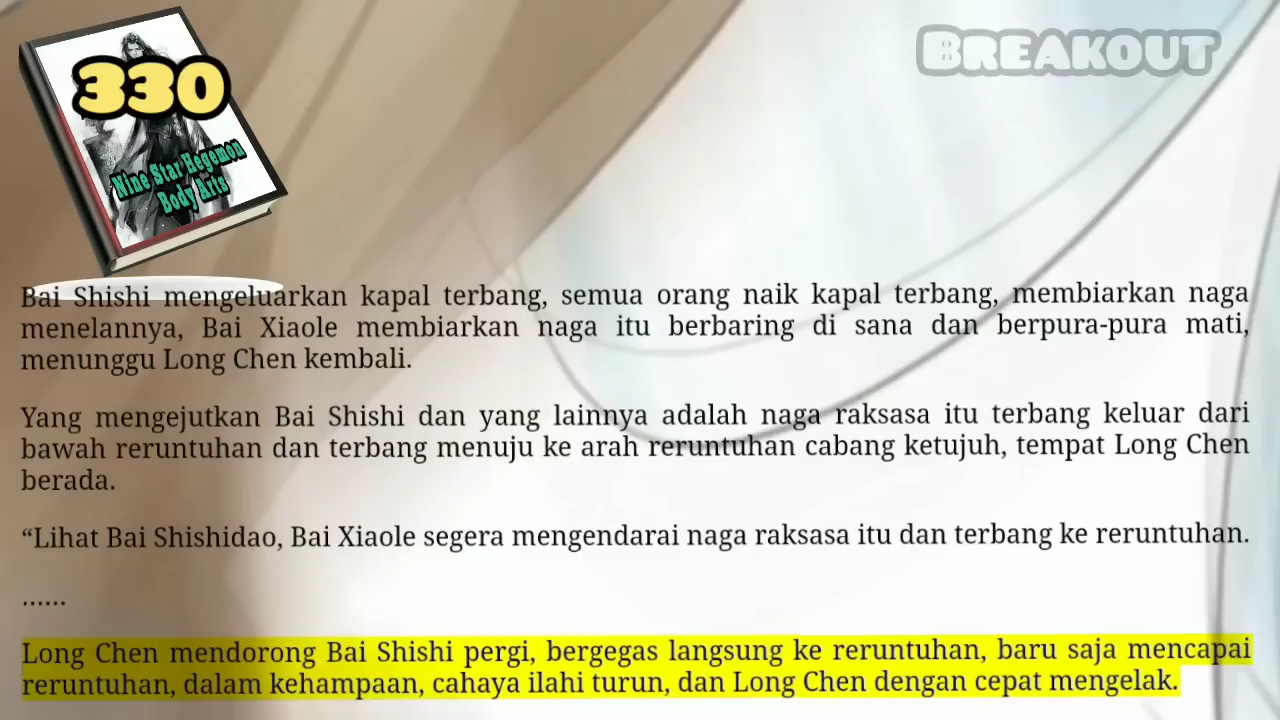 BREAKOUT
330
Nine Star Hegemon
Body Arts
Bai Shishi mengeluarkan kapal terbang, semua orang naik kapal terbang, membiarkan naga
menelannya, Bai Xiaole membiarkan naga itu berbaring di sana dan berpura-pura mati,
menunggu Long Chen kembali.
Yang mengejutkan Bai Shishi dan yang lainnya adalah naga raksasa itu terbang keluar dari
bawah reruntuhan dan terbang menuju ke arah reruntuhan cabang ketujuh, tempat Long Chen
berada.
“Lihat Bai Shishidao, Bai Xiaole segera mengendarai naga raksasa itu dan terbang ke reruntuhan.
......
Long Chen mendorong Bai Shishi pergi, bergegas langsung ke reruntuhan, baru saja mencapai
reruntuhan, dalam kehampaan, cahaya ilahi turun, dan Long Chen dengan cepat mengelak.